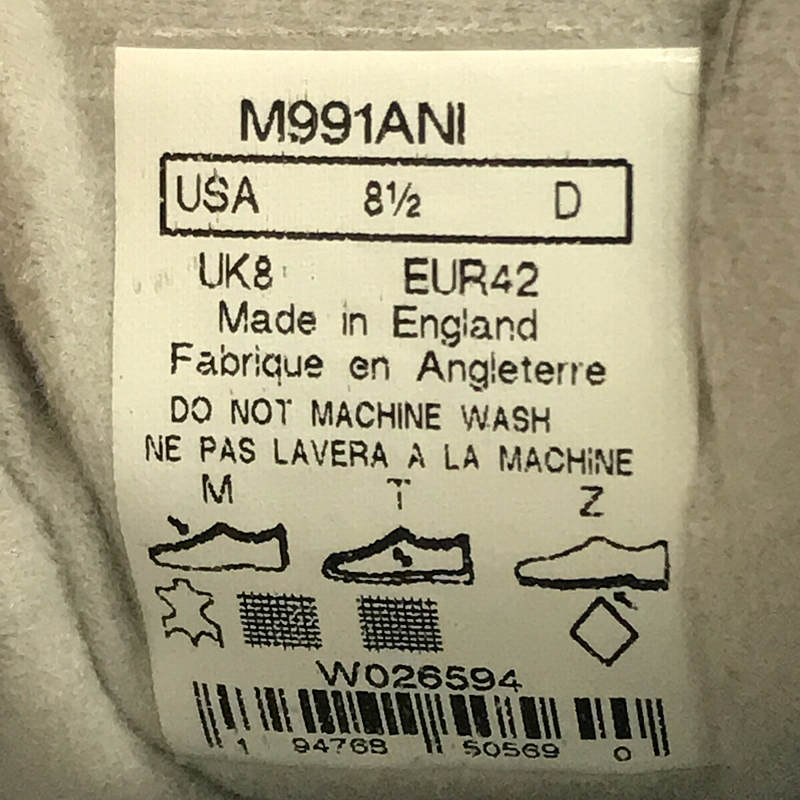 M991ANI
USA 8½ D
UK8 EUR42
Made in England
Fabrique en Angleterre
DO NOT MACHINE WASH
NE PAS LAVERA A LA MACHINE
M T Z
W026594
1 94768 50569 0